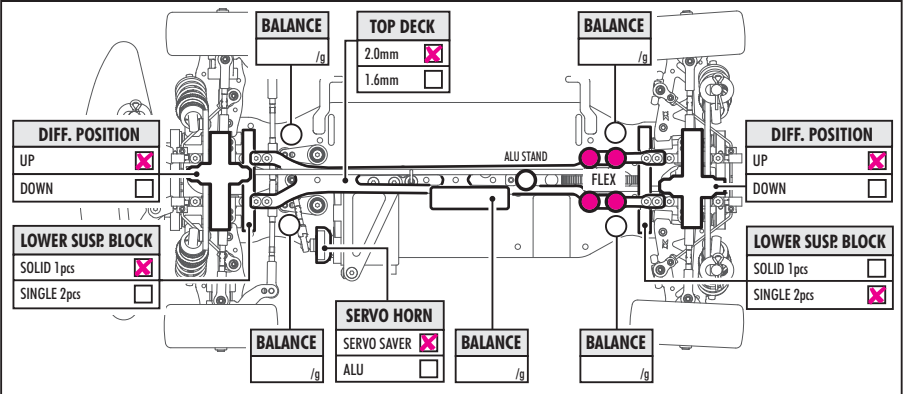 BALANCE
/g
TOP DECK
2.0mm
1.6mm
BALANCE
/g
DIFF. POSITION
UP
DOWN
ALU STAND
FLEX
DIFF. POSITION
UP
DOWN
LOWER SUSP. BLOCK
SOLID 1pcs
SINGLE 2pcs
LOWER SUSP. BLOCK
SOLID 1pcs
SINGLE 2pcs
SERVO HORN
SERVO SAVER
ALU
BALANCE
/g
BALANCE
/g
BALANCE
/g